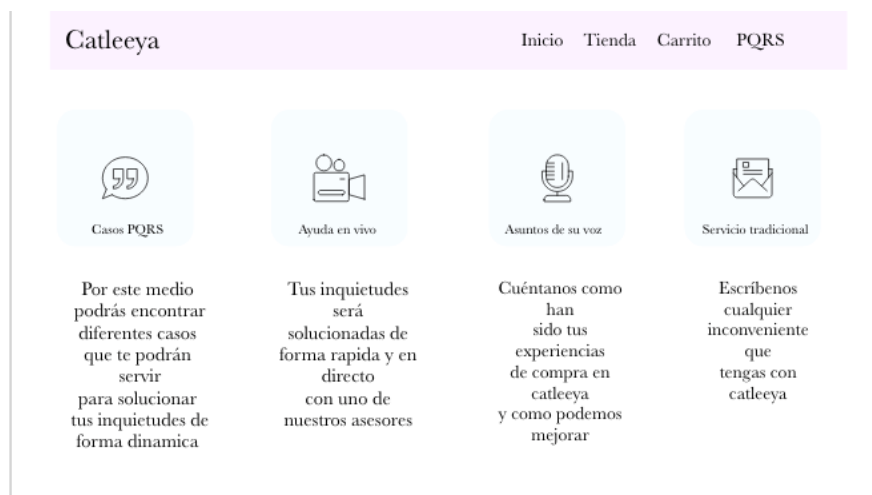 Catleeya
Inicio Tienda Carrito PQRS
Casos PQRS
Ayuda en vivo
Asuntos de su voz
Servicio tradicional
Por este medio
podrás encontrar
diferentes casos
que te podrán
servir
para solucionar
tus inquietudes de
forma dinamica
Tus inquietudes
será
solucionadas de
forma rapida y en
directo
con uno de
nuestros asesores
Cuéntanos como
han
sido tus
experiencias
de compra en
catleeya
y como podemos
mejorar
Escríbenos
cualquier
inconveniente
que
tengas con
catleeya